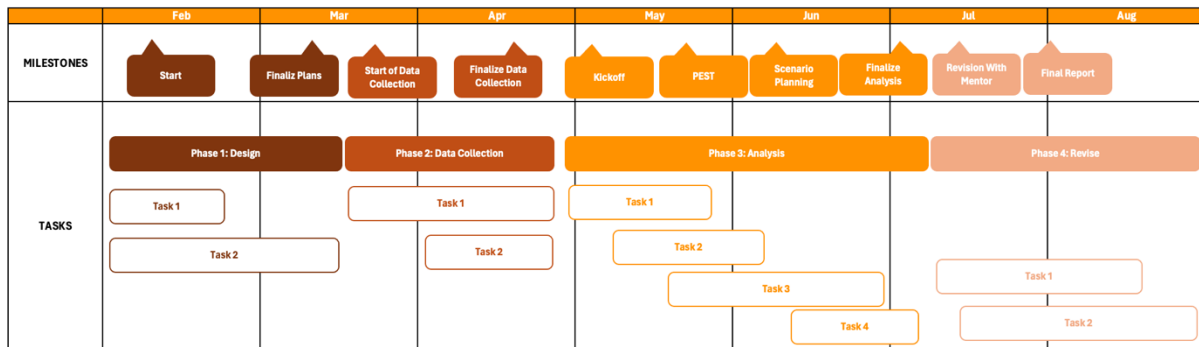 Feb Mar Apr May Jun Jul Aug
MILESTONES
Start
Finaliz Plans
Start of Data
Collection
Finalize Data
Collection
Kickoff
PEST
Scenario
Planning
Finalize
Analysis
Revision With
Mentor
Final Report
TASKS
Phase 1: Design
Phase 2: Data Collection
Phase 3: Analysis
Phase 4: Revise
Task 1
Task 1
Task 1
Task 2
Task 2
Task 2
Task 3
Task 1
Task 4
Task 2